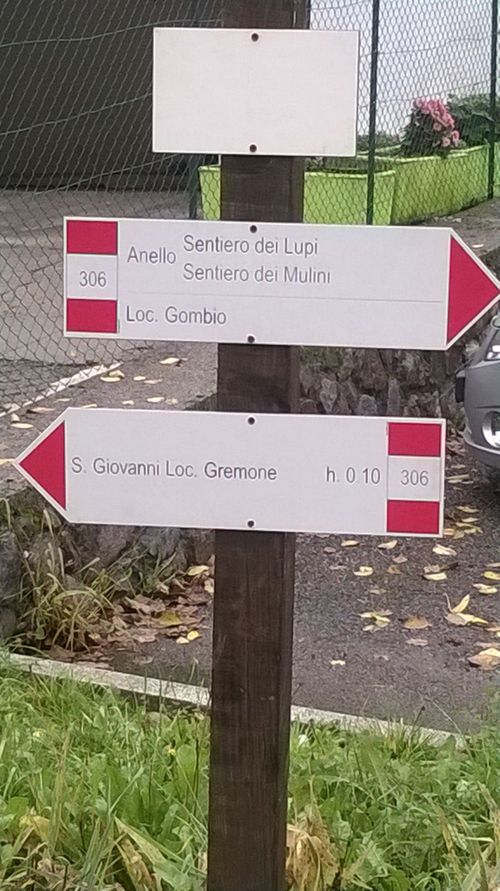 Anello Sentiero dei Lupi
Sentiero dei Mulini
306
Loc. Gombio
S. Giovanni Loc. Gremone h. 0 10 306